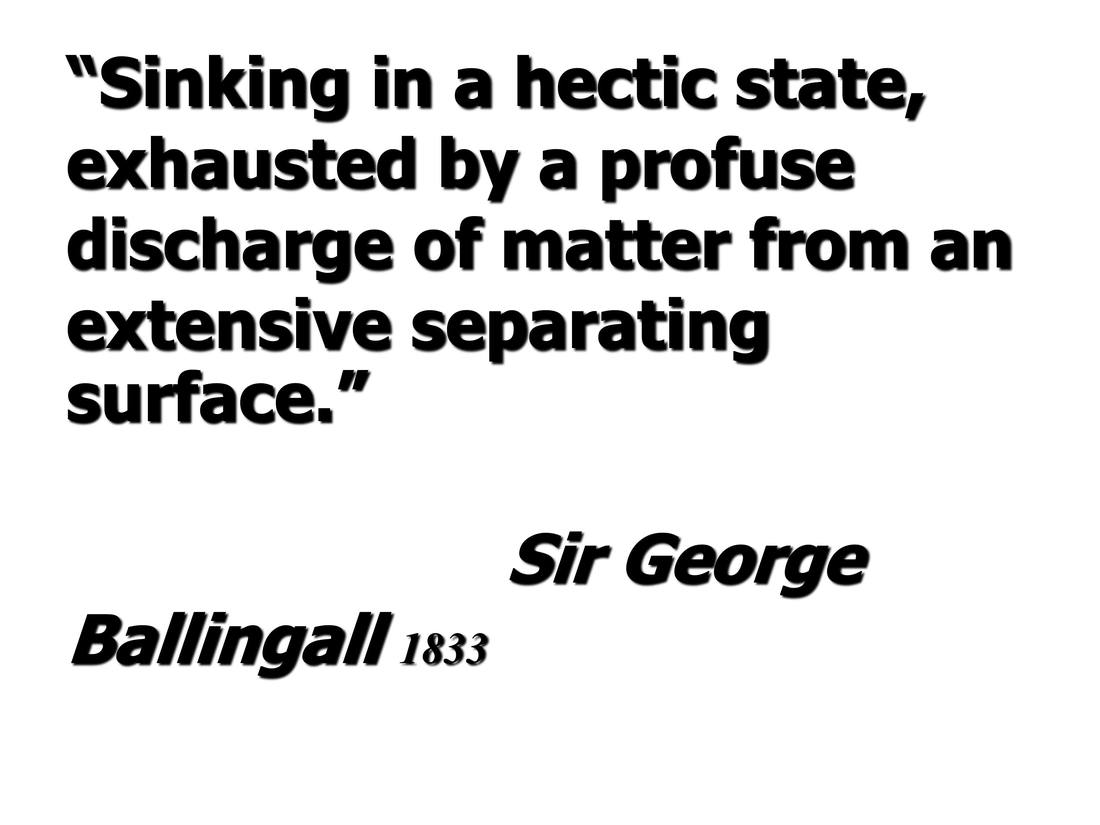 “Sinking in a hectic state,
exhausted by a profuse
discharge of matter from an
extensive separating
surface.”
Sir George
Ballingall 1833